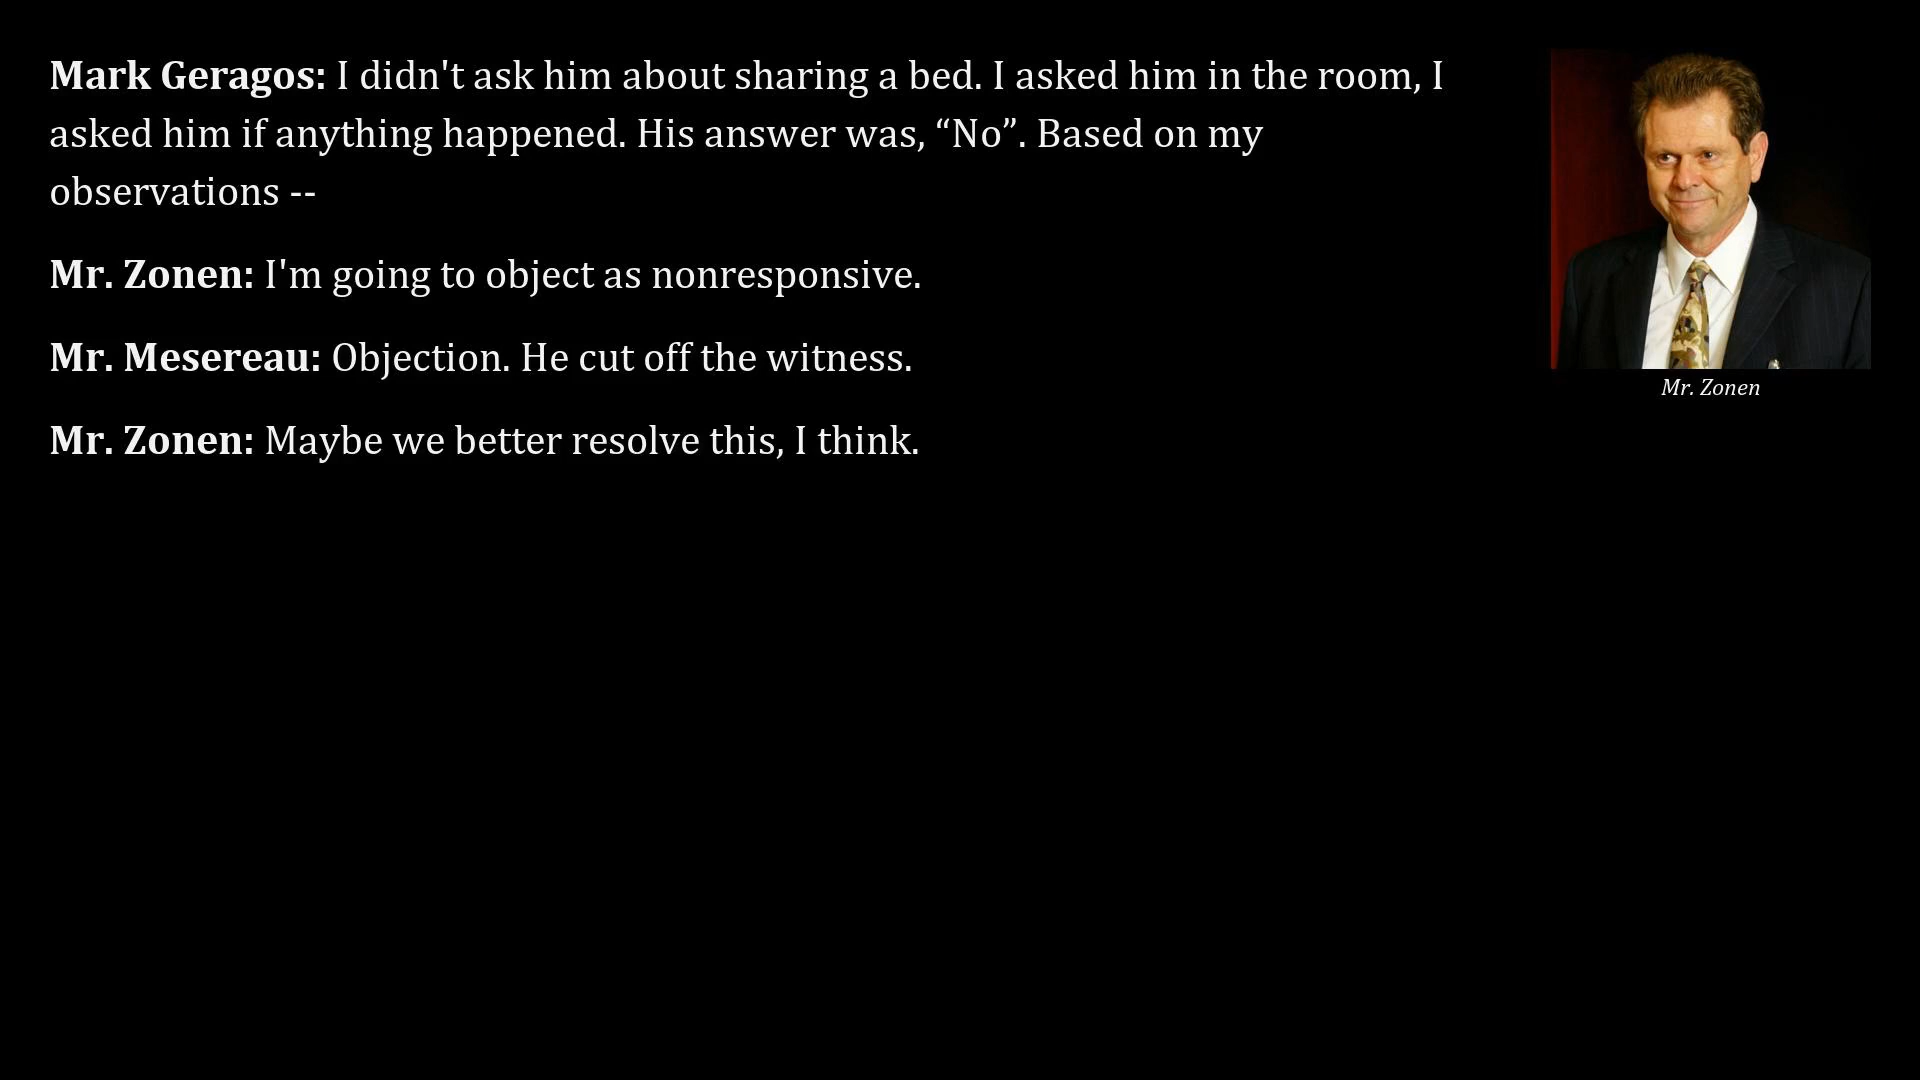 Mark Geragos: I didn't ask him about sharing a bed. I asked him in the room, I
asked him if anything happened. His answer was, “No”. Based on my
observations --
Mr. Zonen: I'm going to object as nonresponsive.
Mr. Mesereau: Objection. He cut off the witness.
Mr. Zonen: Maybe we better resolve this, I think.
Mr. Zonen